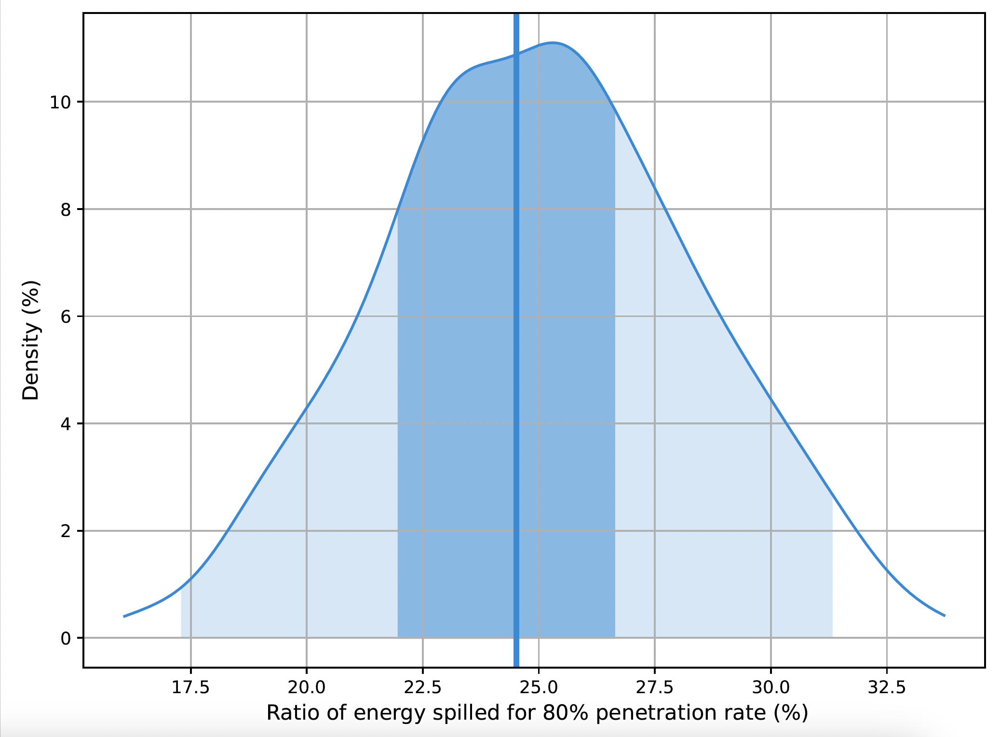 Density (%)
10
8
6
4
2
0
17.5 20.0 22.5 25.0 27.5 30.0 32.5
Ratio of energy spilled for 80% penetration rate (%)